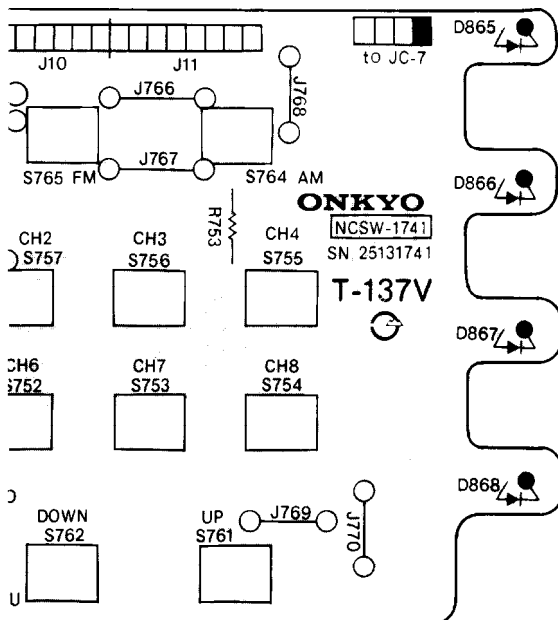 D865
J10 J11
to JC-7
J766
J768
J767
S765 FM
S764 AM
D866
ONKYO
R753
NCSW-1741
CH2
CH3
CH4
SN 25131741
S757
S756
S755
T-137V
D867
CH6
CH7
CH8
S752
S753
S754
D868
DOWN
UP
J769
S762
S761
J770
U